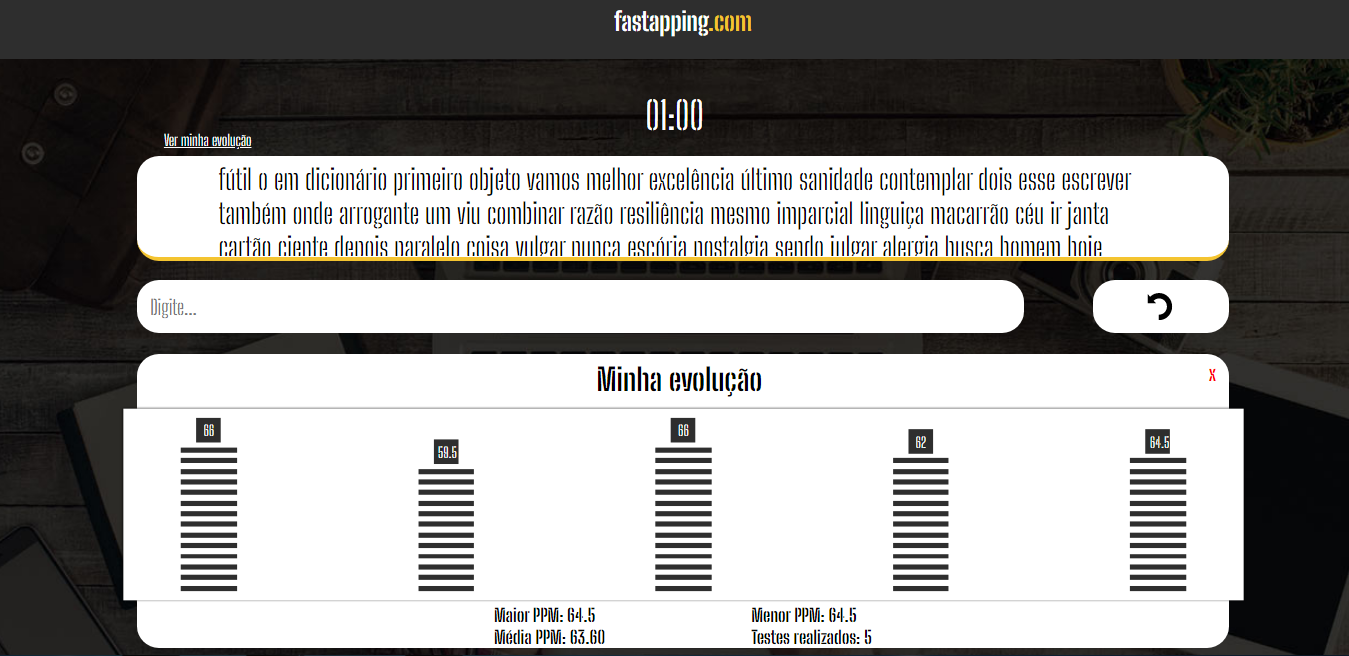 fastapping.com
01:00
Ver minha evolução
fútil o em dicionário primeiro objeto vamos melhor excelência último sanidade contemplar dois esse escrever
também onde arrogante um viu combinar razão resiliência mesmo imparcial linguiça macarrão céu ir janta
cartão ciente depois paralelo coisa vulgar nunca escória nostalgia sendo julgar alergia busca homem hoje
Digite...
Minha evolução
X
66
59.5
66
62
64.5
Maior PPM: 64.5
Menor PPM: 64.5
Média PPM: 63.60
Testes realizados: 5